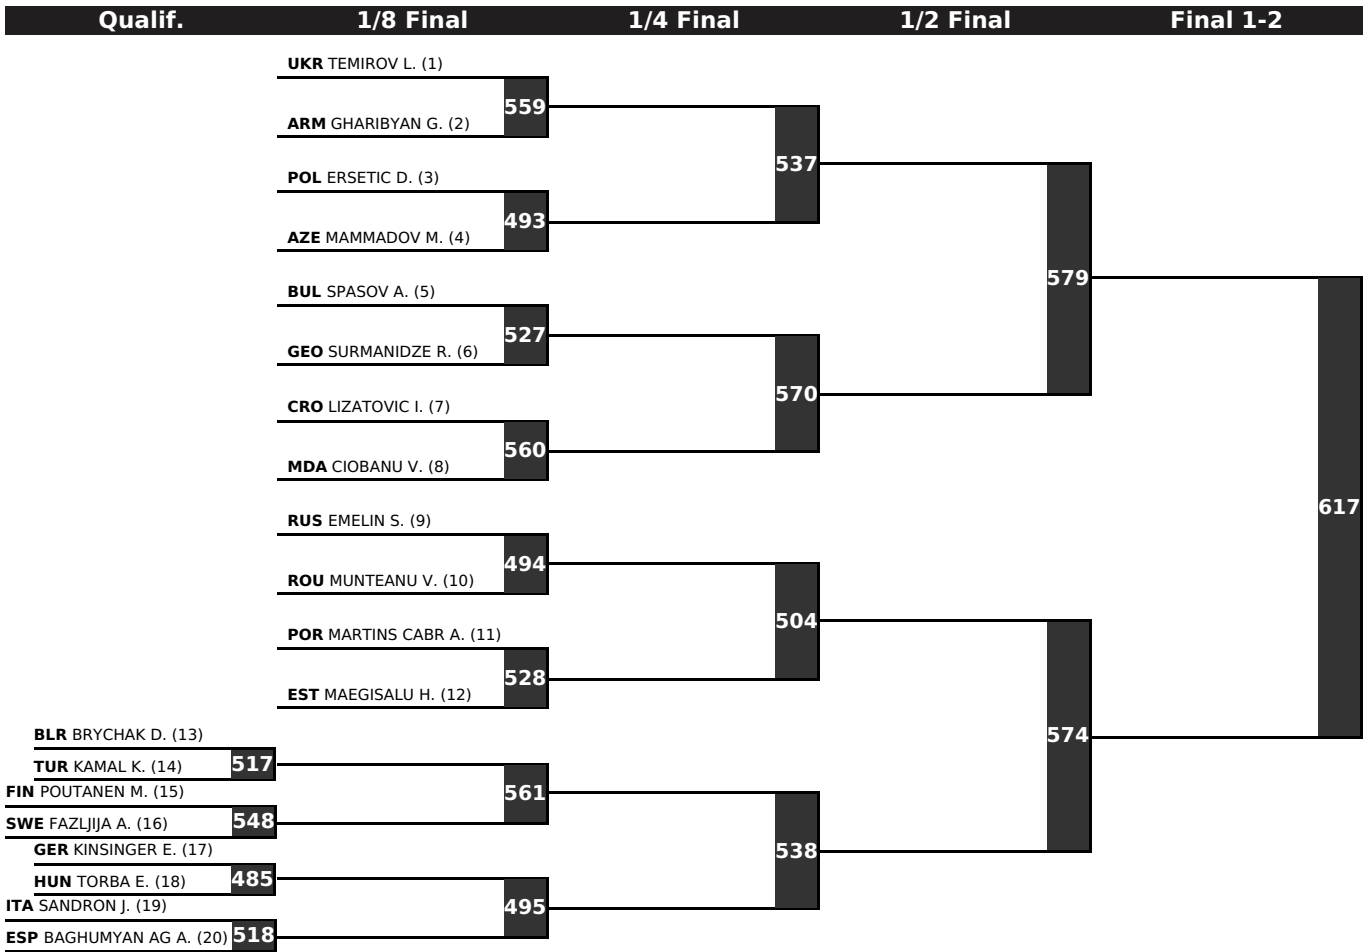 Qualif. 1/8 Final 1/4 Final 1/2 Final Final 1-2
UKR TEMIROV L. (1)
559
ARM GHARIBYAN G. (2)
537
POL ERSETIC D. (3)
493
AZE MAMMADOV M. (4)
579
BUL SPASOV A. (5)
527
GEO SURMANIDZE R. (6)
570
CRO LIZATOVIC I. (7)
560
MDA CIOBANU V. (8)
617
RUS EMELIN S. (9)
494
ROU MUNTEANU V. (10)
504
POR MARTINS CABR A. (11)
528
EST MAEGISALU H. (12)
574
BLR BRYCHAK D. (13)
TUR KAMAL K. (14) 517
FIN POUTANEN M. (15)
561
SWE FAZLJIJA A. (16) 548
GER KINSINGER E. (17)
538
HUN TORBA E. (18) 485
ITA SANDRON J. (19)
495
ESP BAGHUMYAN AG A. (20) 518